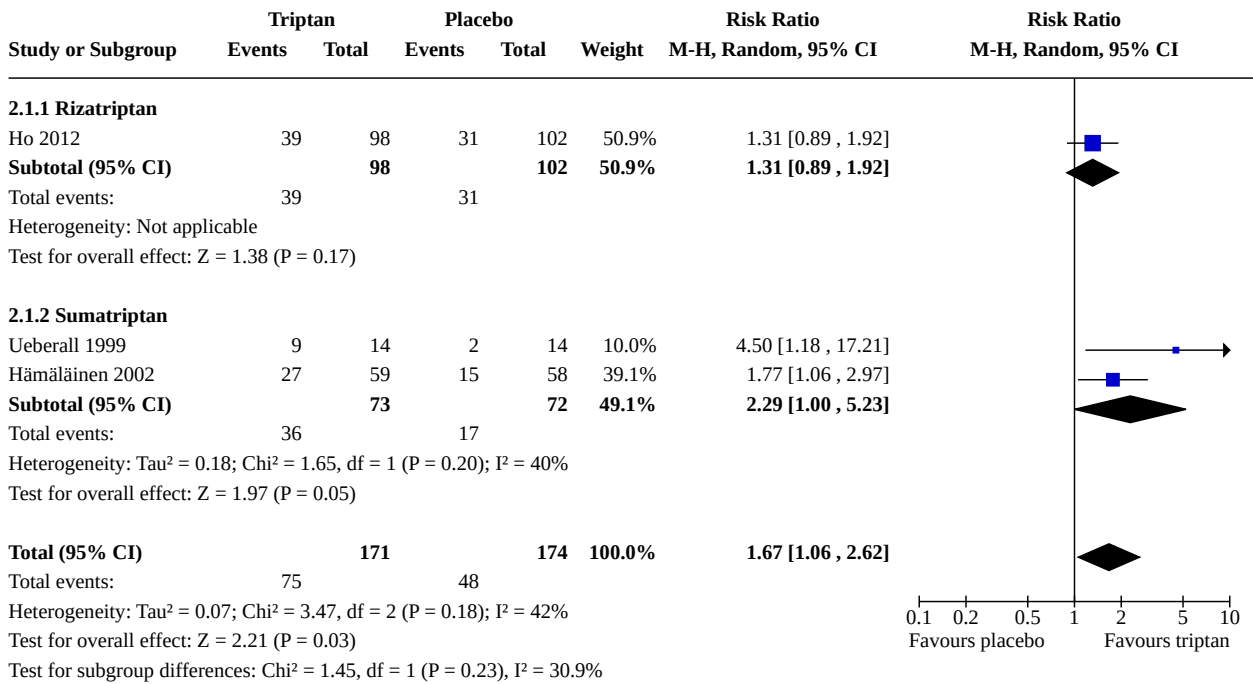 Triptan Placebo Risk Ratio Risk Ratio
Study or Subgroup Events Total Events Total Weight M-H, Random, 95% CI M-H, Random, 95% CI
2.1.1 Rizatriptan
Ho 2012 39 98 31 102 50.9% 1.31 [0.89 , 1.92]
Subtotal (95% CI) 98 102 50.9% 1.31 [0.89 , 1.92]
Total events: 39 31
Heterogeneity: Not applicable
Test for overall effect: Z = 1.38 (P = 0.17)
2.1.2 Sumatriptan
Ueberall 1999 9 14 2 14 10.0% 4.50 [1.18 , 17.21]
Hämäläinen 2002 27 59 15 58 39.1% 1.77 [1.06 , 2.97]
Subtotal (95% CI) 73 72 49.1% 2.29 [1.00 , 5.23]
Total events: 36 17
Heterogeneity: Tau² = 0.18; Chi² = 1.65, df = 1 (P = 0.20); I² = 40%
Test for overall effect: Z = 1.97 (P = 0.05)
Total (95% CI) 171 174 100.0% 1.67 [1.06 , 2.62]
Total events: 75 48
Heterogeneity: Tau² = 0.07; Chi² = 3.47, df = 2 (P = 0.18); I² = 42%
Test for overall effect: Z = 2.21 (P = 0.03)
Test for subgroup differences: Chi² = 1.45, df = 1 (P = 0.23), I² = 30.9%
0.1 0.2 0.5 1 2 5 10
Favours placebo Favours triptan